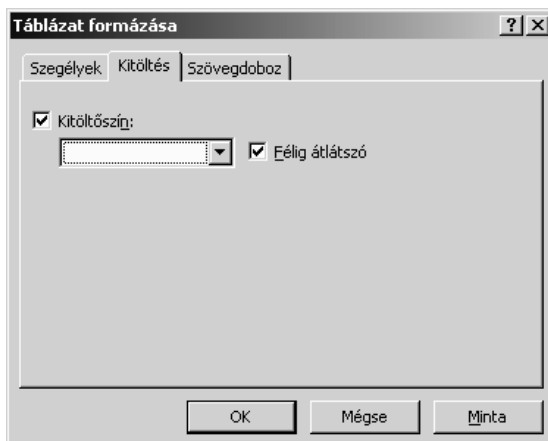 Táblázat formázása
Szegélyek Kitöltés Szövegdoboz
Kitöltőszín:
Félig átlátszó
OK Mégse Minta